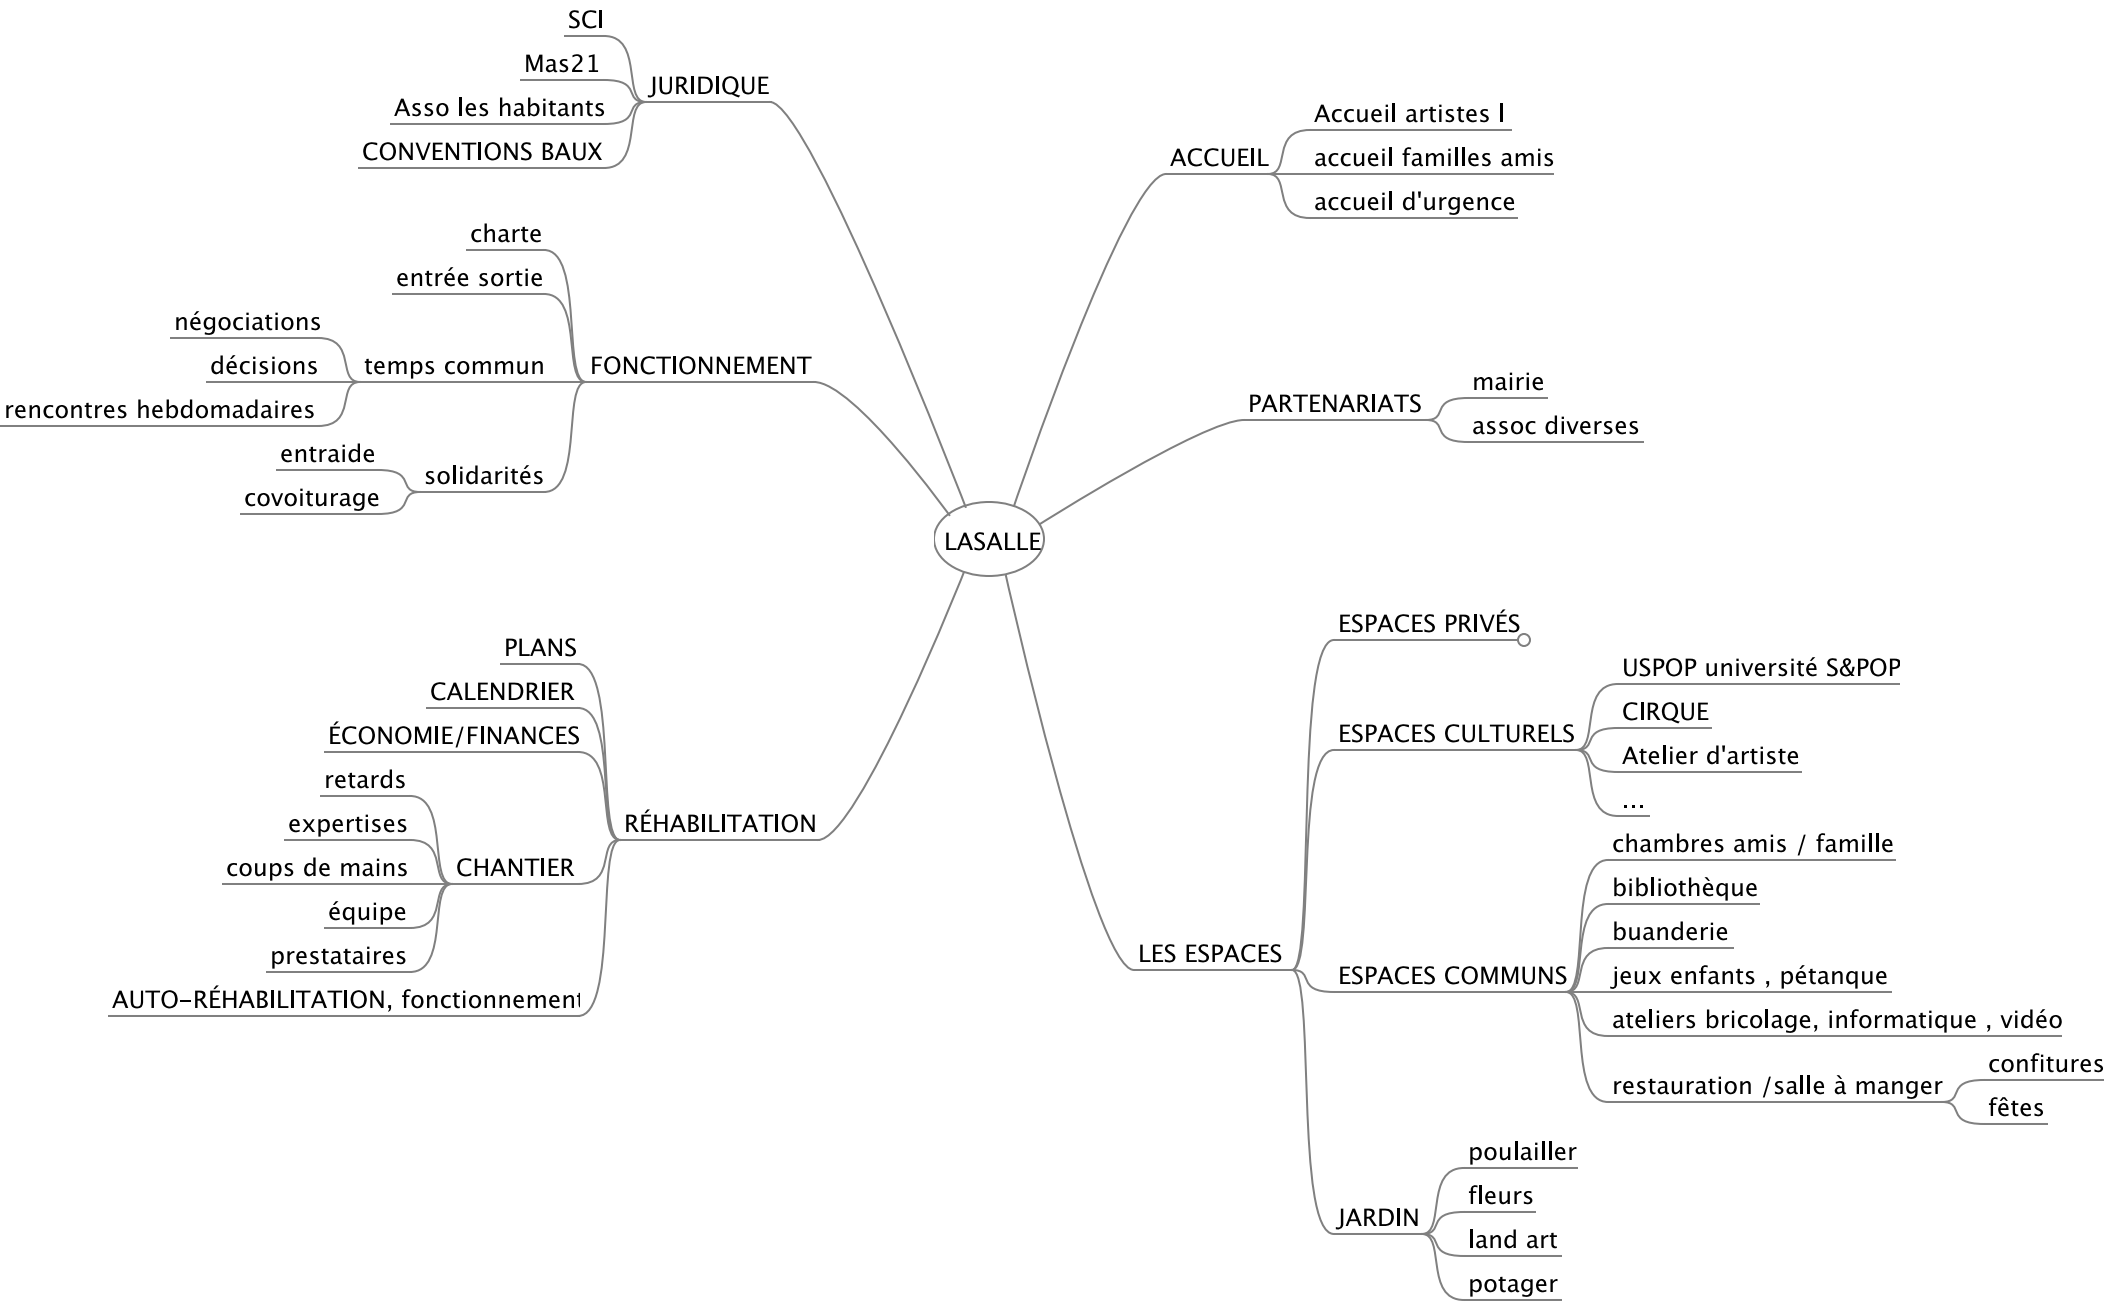 SCI
Mas21
JURIDIQUE
Asso les habitants
CONVENTIONS BAUX
charte
entrée sortie
négociations
décisions
temps commun
FONCTIONNEMENT
rencontres hebdomadaires
entraide
solidarités
covoiturage
LASALLE
PLANS
CALENDRIER
ÉCONOMIE/FINANCES
retards
expertises
RÉHABILITATION
coups de mains
CHANTIER
équipe
prestataires
AUTO-RÉHABILITATION, fonctionnement
Accueil artistes I
ACCUEIL
accueil familles amis
accueil d'urgence
mairie
PARTENARIATS
assoc diverses
ESPACES PRIVÉS
USPOP université S&POP
CIRQUE
ESPACES CULTURELS
Atelier d'artiste
...
chambres amis / famille
bibliothèque
buanderie
LES ESPACES
ESPACES COMMUNS
jeux enfants , pétanque
ateliers bricolage, informatique , vidéo
confitures
restauration /salle à manger
fêtes
poulailler
fleurs
JARDIN
land art
potager